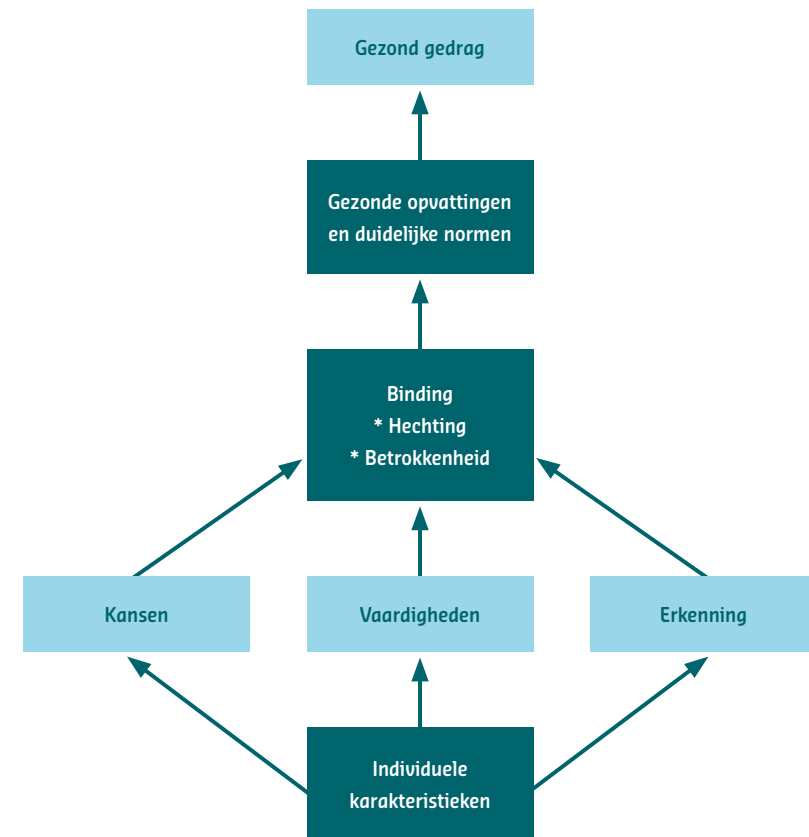 Gezond gedrag
Gezonde opvattingen
en duidelijke normen
Binding
* Hechting
* Betrokkenheid
Kansen
Vaardigheden
Erkenning
Individuele
karakteristieken